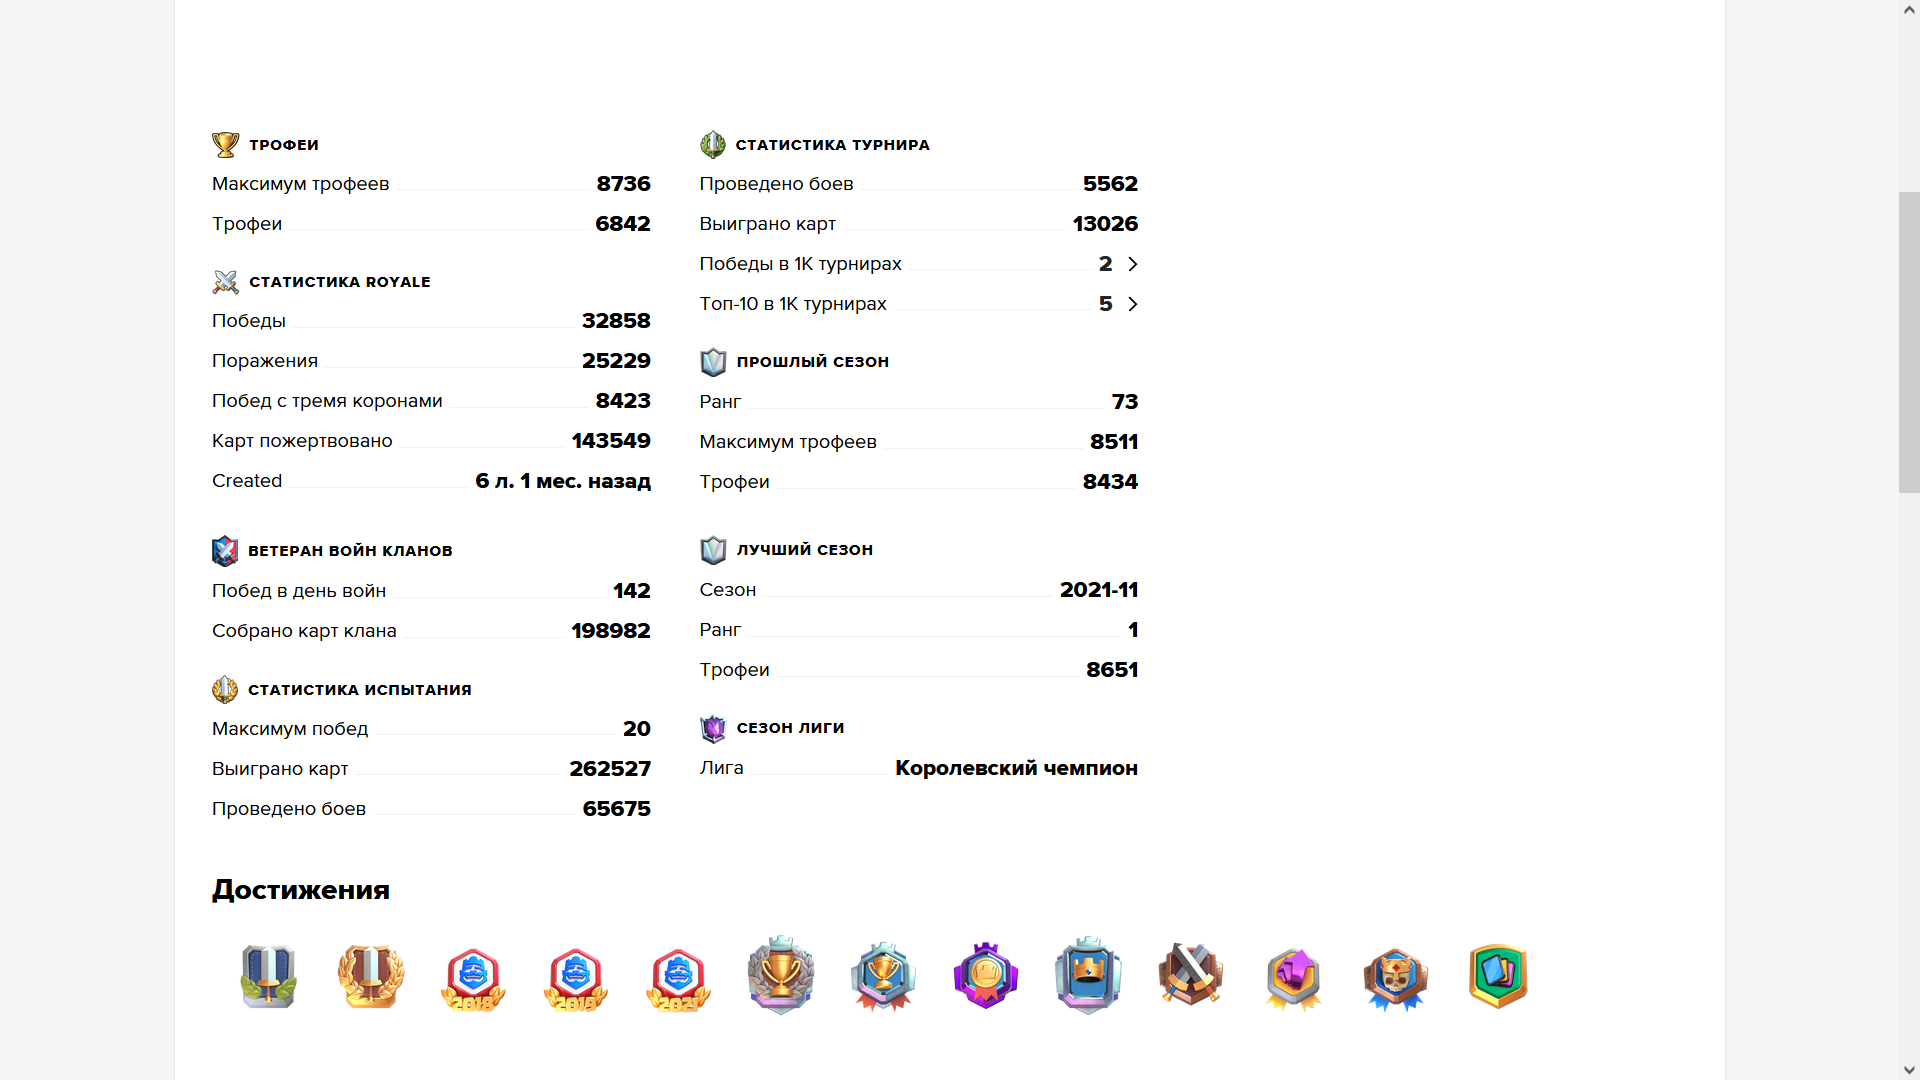 ТРОФЕИ
Максимум трофеев 8736
Трофеи 6842
СТАТИСТИКА ROYALE
Победы 32858
Поражения 25229
Побед с тремя коронами 8423
Карт пожертвовано 143549
Created 6 л. 1 мес. назад
ВЕТЕРАН ВОЙН КЛАНОВ
Побед в день войн 142
Собрано карт клана 198982
СТАТИСТИКА ИСПЫТАНИЯ
Максимум побед 20
Выиграно карт 262527
Проведено боев 65675
СТАТИСТИКА ТУРНИРА
Проведено боев 5562
Выиграно карт 13026
Победы в 1К турнирах 2
Топ-10 в 1К турнирах 5
ПРОШЛЫЙ СЕЗОН
Ранг 73
Максимум трофеев 8511
Трофеи 8434
ЛУЧШИЙ СЕЗОН
Сезон 2021-11
Ранг 1
Трофеи 8651
СЕЗОН ЛИГИ
Лига Королевский чемпион
Достижения
2018 2019 2021